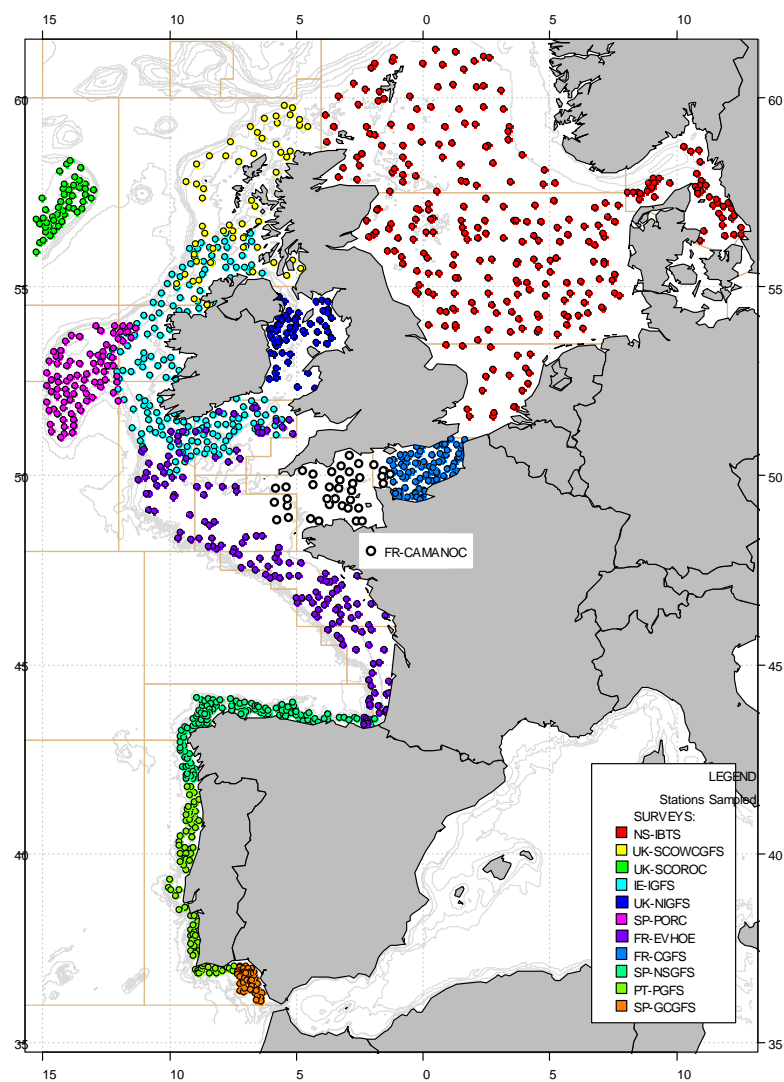 15 10 5 0 5 10
60 60
55 55
50 50
FR-CAMANOC
45 45
LEGEND
Stations Sampled
SURVEYS:
NS-IBTS
UK-SCOWCGFS
UK-SCOROC
IE-IGFS
UK-NIGFS
SP-PORC
FR-EVHOE
FR-CGFS
SP-NSGFS
PT-PGFS
SP-GCGFS
40 40
35 35
15 10 5 0 5 10